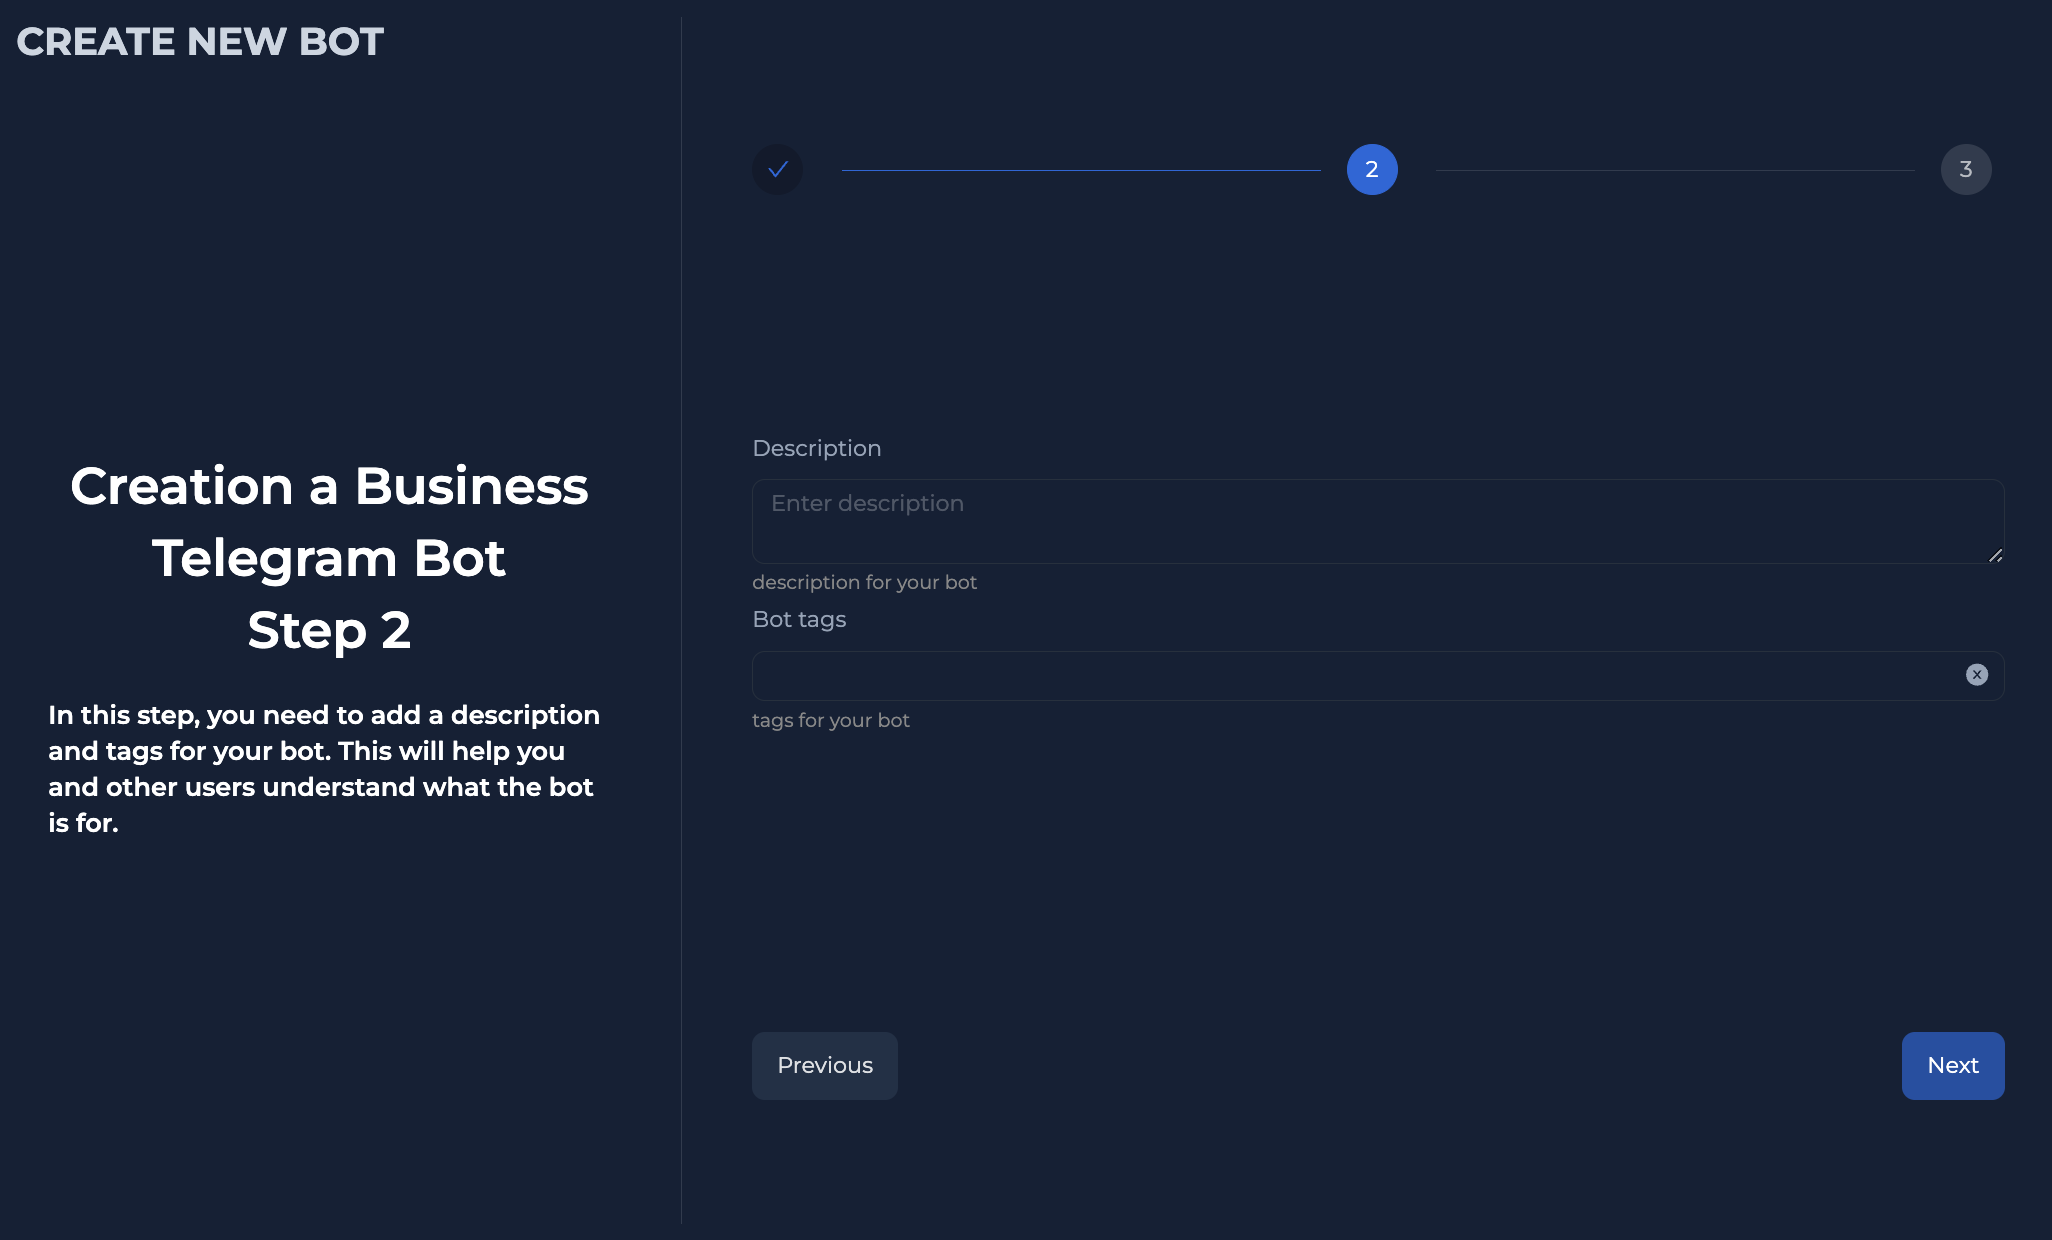 CREATE NEW BOT
Creation a Business
Telegram Bot
Step 2
In this step, you need to add a description
and tags for your bot. This will help you
and other users understand what the bot
is for.
2
3
Description
Enter description
description for your bot
Bot tags
tags for your bot
Previous
Next